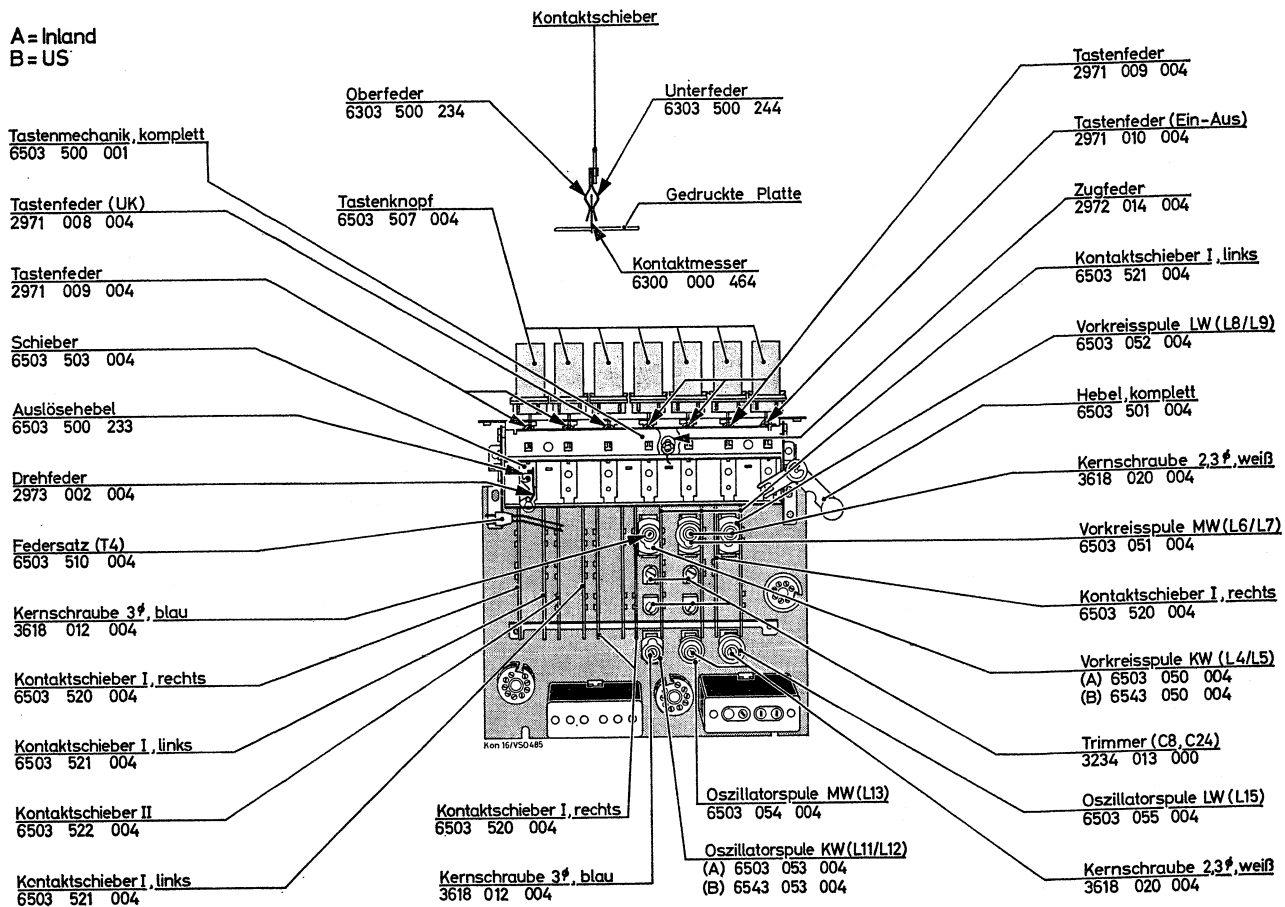 A = Inland
B = US
Kontaktschieber
Oberfeder
6303 500 234
Unterfeder
6303 500 244
Tastenknopf
6503 507 004
Gedruckte Platte
Kontaktmesser
6300 000 464
Tastenmechanik, komplett
6503 500 001
Tastenfeder (UK)
2971 008 004
Tastenfeder
2971 009 004
Schieber
6503 503 004
Auslösehebel
6503 500 233
Drehfeder
2973 002 004
Federsatz (T4)
6503 510 004
Kernschraube 3ᶲ, blau
3618 012 004
Kontaktschieber I, rechts
6503 520 004
Kontaktschieber I, links
6503 521 004
Kontaktschieber II
6503 522 004
Kontaktschieber I, links
6503 521 004
Kon 16/VS0485
Kontaktschieber I, rechts
6503 520 004
Kernschraube 3ᶲ, blau
3618 012 004
Oszillatorspule MW (L13)
6503 054 004
Oszillatorspule KW (L11/L12)
(A) 6503 053 004
(B) 6543 053 004
Tastenfeder
2971 009 004
Tastenfeder (Ein-Aus)
2971 010 004
Zugfeder
2972 014 004
Kontaktschieber I, links
6503 521 004
Vorkreisspule LW (L8/L9)
6503 052 004
Hebel, komplett
6503 501 004
Kernschraube 2,3ᶲ, weiß
3618 020 004
Vorkreisspule MW (L6/L7)
6503 051 004
Kontaktschieber I, rechts
6503 520 004
Vorkreisspule KW (L4/L5)
(A) 6503 050 004
(B) 6543 050 004
Trimmer (C8, C24)
3234 013 000
Oszillatorspule LW (L15)
6503 055 004
Kernschraube 2,3ᶲ, weiß
3618 020 004